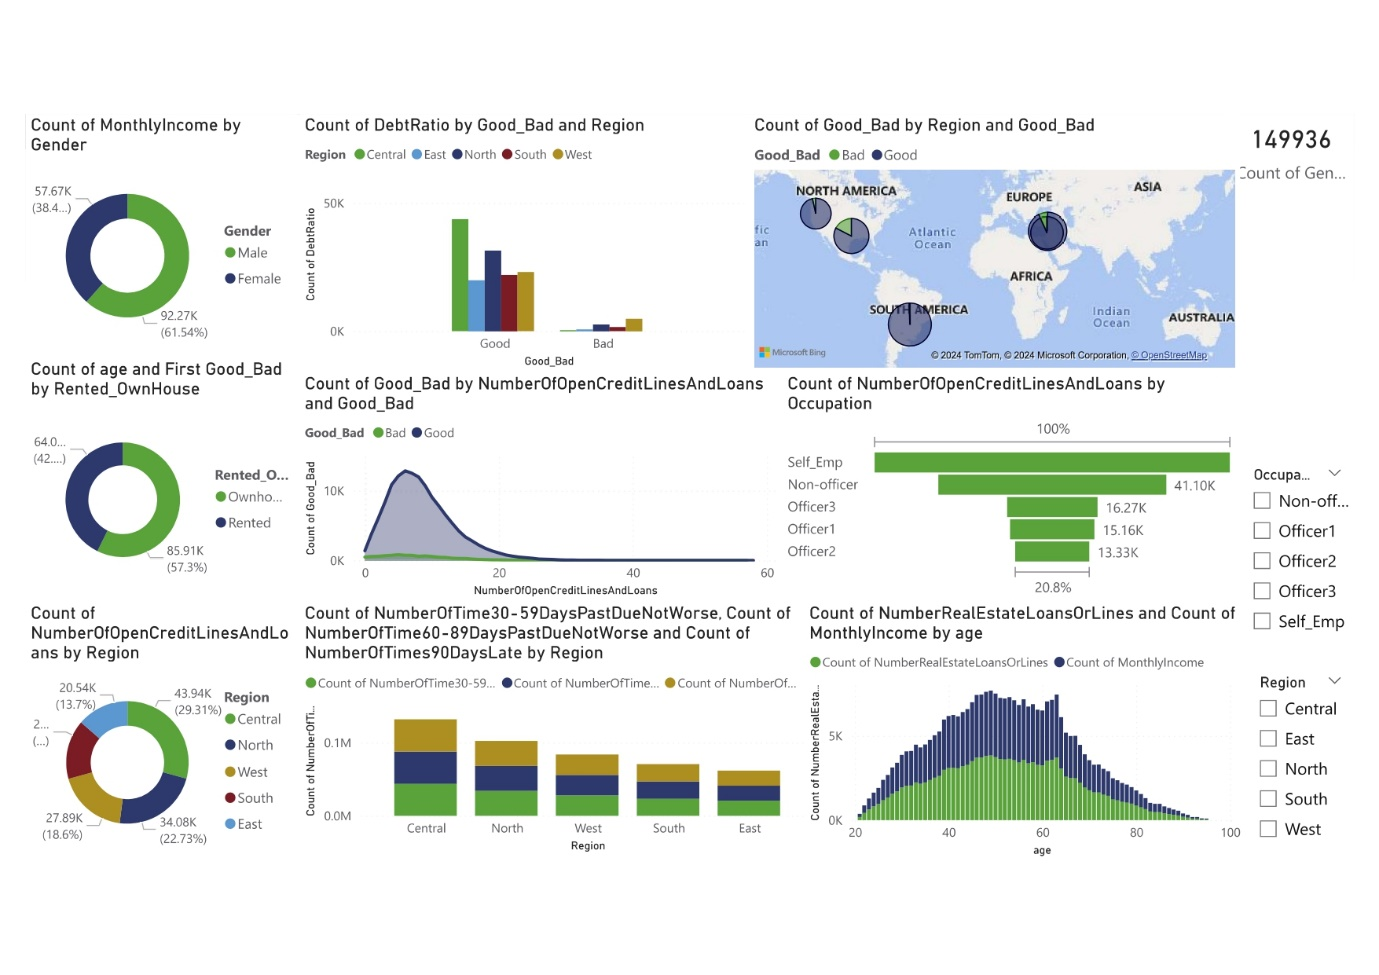 Count of MonthlyIncome by
Gender
57.67K
(38.4...)
Gender
Male
Female
92.27K
(61.54%)
Count of DebtRatio by Good_Bad and Region
Region Central East North South West
Count of DebtRatio
50K
0K
Good Bad
Good_Bad
Count of Good_Bad by Region and Good_Bad
Good_Bad Bad Good
NORTH AMERICA
EUROPE
ASIA
Atlantic
Ocean
fic
an
AFRICA
SOUTH AMERICA
Indian
Ocean
AUSTRALIA
Microsoft Bing
© 2024 TomTom, © 2024 Microsoft Corporation, © OpenStreetMap
149936
Count of Gen...
Count of age and First Good_Bad
by Rented_OwnHouse
64.0...
(42....)
Rented_O...
Ownho...
Rented
85.91K
(57.3%)
Count of Good_Bad by NumberOfOpenCreditLinesAndLoans
and Good_Bad
Good_Bad Bad Good
Count of Good_Bad
10K
0K
0 20 40 60
NumberOfOpenCreditLinesAndLoans
Count of NumberOfOpenCreditLinesAndLoans by
Occupation
100%
Self_Emp
Non-officer 41.10K
Officer3 16.27K
Officer1 15.16K
Officer2 13.33K
20.8%
Occupa...
Non-off...
Officer1
Officer2
Officer3
Self_Emp
Count of
NumberOfOpenCreditLinesAndLo
ans by Region
20.54K
(13.7%)
43.94K
(29.31%)
2...
(...)
27.89K
(18.6%)
34.08K
(22.73%)
Region
Central
North
West
South
East
Count of NumberOfTime30-59DaysPastDueNotWorse, Count of
NumberOfTime60-89DaysPastDueNotWorse and Count of
NumberOfTimes90DaysLate by Region
Count of NumberOfTime30-59... Count of NumberOfTime... Count of NumberOf...
Count of NumberOfTi...
0.1M
0.0M
Central North West South East
Region
Count of NumberRealEstateLoansOrLines and Count of
MonthlyIncome by age
Count of NumberRealEstateLoansOrLines Count of MonthlyIncome
Count of NumberRealEsta...
5K
0K
20 40 60 80 100
age
Region
Central
East
North
South
West